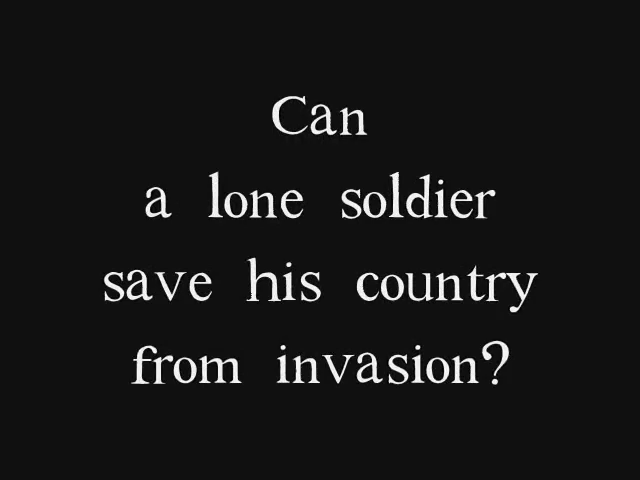 Can
a lone soldier
save his country
from invasion?